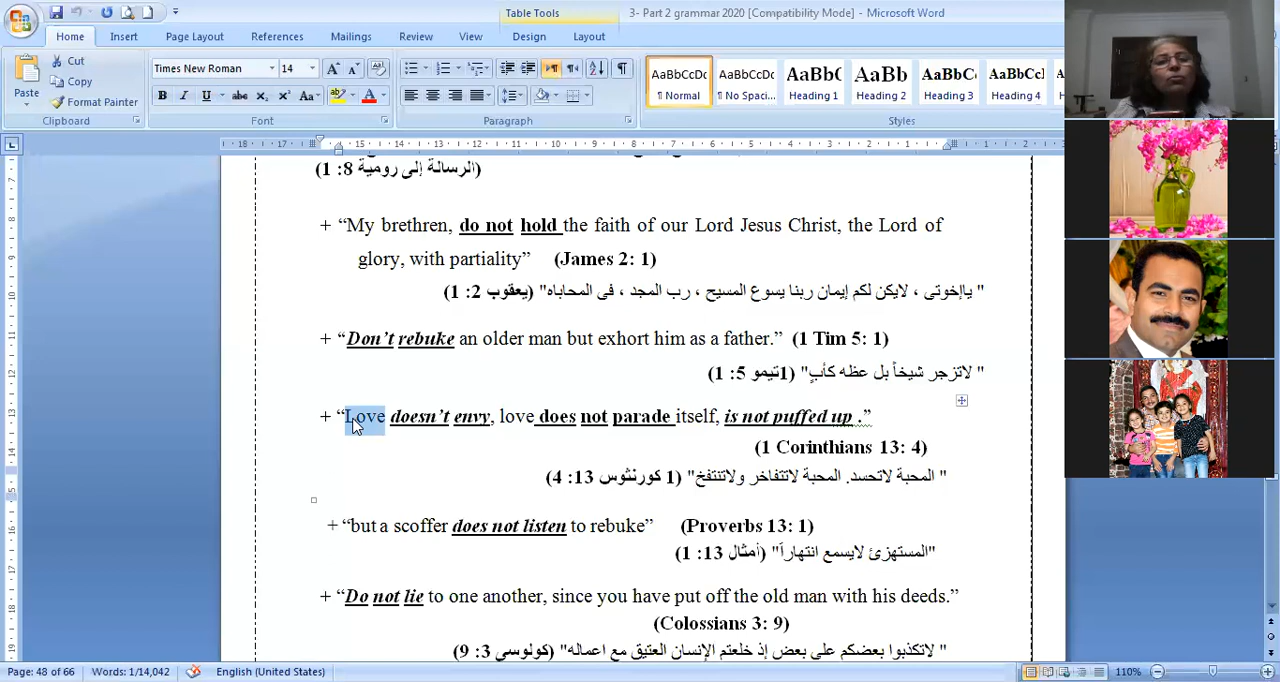 Table Tools
3- Part 2 grammar 2020 [Compatibility Mode] - Microsoft Word
Home Insert Page Layout References Mailings Review View Design Layout
Cut
Copy
Format Painter
Paste
Times New Roman 14
AaBbCcDc AaBbCcDc AaBbC AaBb AaBbC AaBbC
¶ Normal ¶ No Spaci... Heading 1 Heading 2 Heading 3 Heading 4
Clipboard Font Paragraph Styles
(الرسالة إلى رومية 8: 1)
+ “My brethren, do not hold the faith of our Lord Jesus Christ, the Lord of
glory, with partiality” (James 2: 1)
ياإخوتى ، لايكن لكم إيمان ربنا يسوع المسيح ، رب المجد ، فى المحاباه" (يعقوب 2: 1)
+ “Don’t rebuke an older man but exhort him as a father.” (1 Tim 5: 1)
" لاتزجر شيخاً بل عظه كأبٍ" (1تيمو 5: 1)
+ “Love doesn’t envy, love does not parade itself, is not puffed up .”
(1 Corinthians 13: 4)
" المحبة لاتحسد. المحبة لاتتفاخر ولاتنتفخ" (1 كورنثوس 13: 4)
+ “but a scoffer does not listen to rebuke” (Proverbs 13: 1)
"المستهزئ لايسمع انتهاراً" (أمثال 13: 1)
+ “Do not lie to one another, since you have put off the old man with his deeds.”
(Colossians 3: 9)
" لاتكذبوا بعضكم على بعض إذ خلعتم الإنسان العتيق مع اعماله" (كولوسي 3: 9)
Page: 48 of 66 Words: 1/14,042 English (United States) 110%